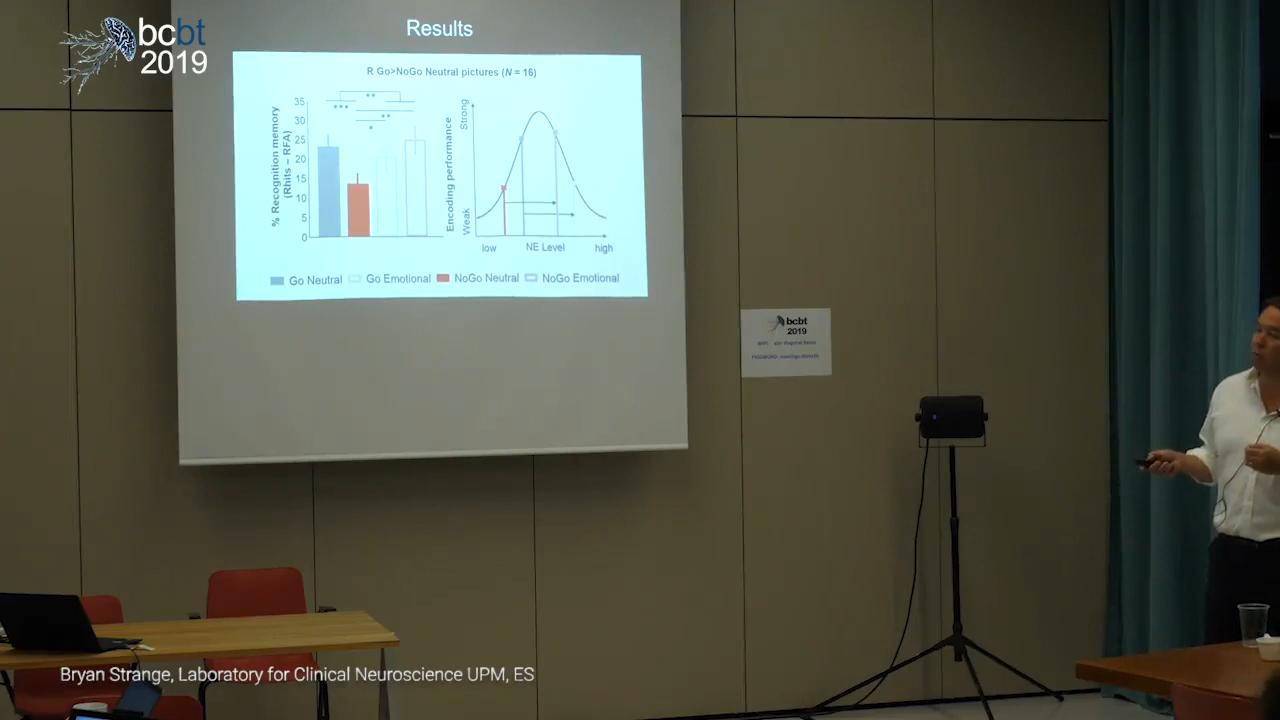 bcbt
2019
Results
R Go>NoGo Neutral pictures (N = 16)
% Recognition memory
(Rhits – RFA)
35
30
25
20
15
10
5
0
***
**
**
*
Encoding performance
Strong
Weak
low
NE Level
high
Go Neutral
Go Emotional
NoGo Neutral
NoGo Emotional
bcbt
2019
PASSWORD:
Bryan Strange, Laboratory for Clinical Neuroscience UPM, ES